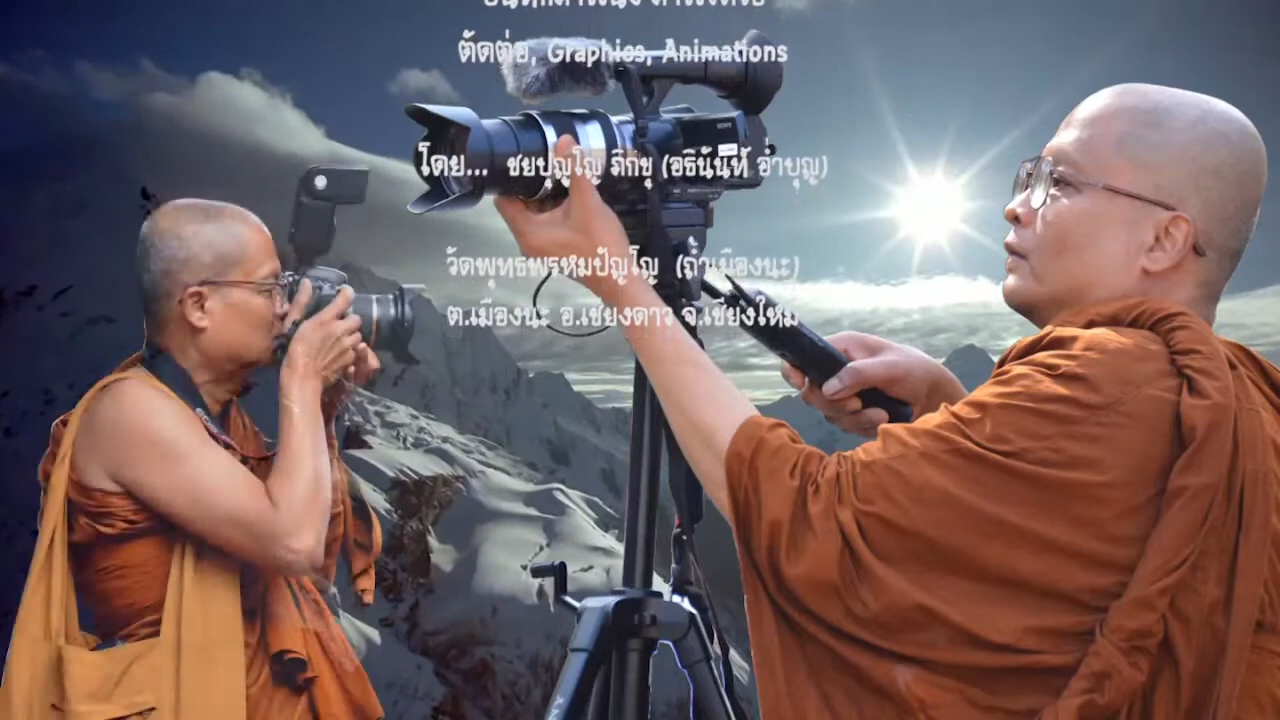 ตัดต่อ, Graphics, Animations
โดย... ชยปุญฺโญ ภิกขุ (อธินันท์ อำบุญ)
วัดพุทธพรหมปัญโญ (ถ้ำเมืองนะ)
ต.เมืองนะ อ.เชียงดาว จ.เชียงใหม่
SONY